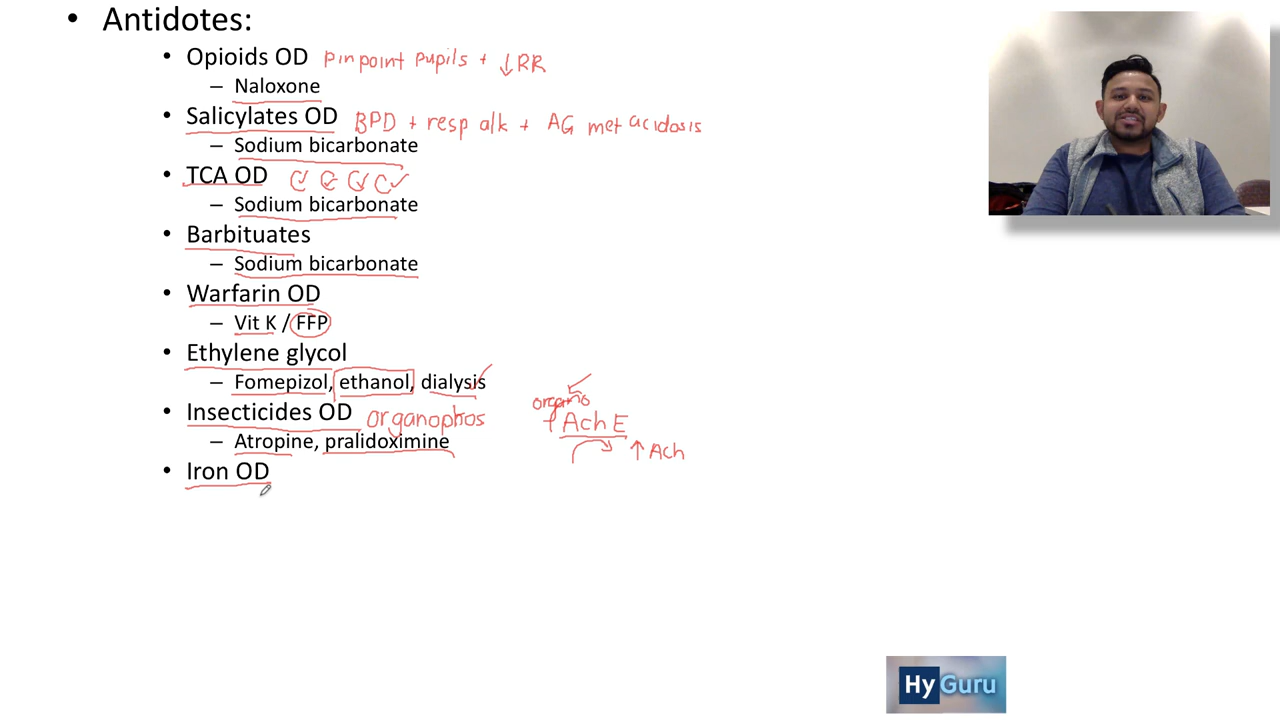 • Antidotes:
• Opioids OD pinpoint pupils + ↓RR
– Naloxone
• Salicylates OD BPD + resp alk + AG met acidosis
– Sodium bicarbonate
• TCA OD C C C C
– Sodium bicarbonate
• Barbituates
– Sodium bicarbonate
• Warfarin OD
– Vit K / FFP
• Ethylene glycol
– Fomepizol, ethanol, dialysis
• Insecticides OD organophos
organo
AchE
– Atropine, pralidoximine
↑ Ach
• Iron OD
HyGuru